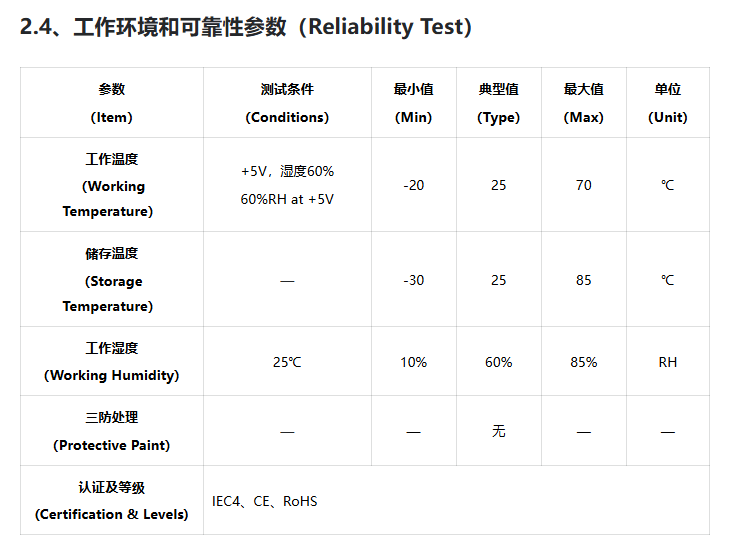 2.4、工作环境和可靠性参数（Reliability Test）
参数
（Item）
测试条件
（Conditions）
最小值
（Min）
典型值
（Type）
最大值
（Max）
单位
（Unit）
工作温度
（Working
Temperature）
+5V，湿度60%
60%RH at +5V
-20
25
70
℃
储存温度
（Storage
Temperature）
—
-30
25
85
℃
工作湿度
（Working Humidity）
25℃
10%
60%
85%
RH
三防处理
（Protective Paint）
—
—
无
—
—
认证及等级
（Certification & Levels）
IEC4、CE、RoHS